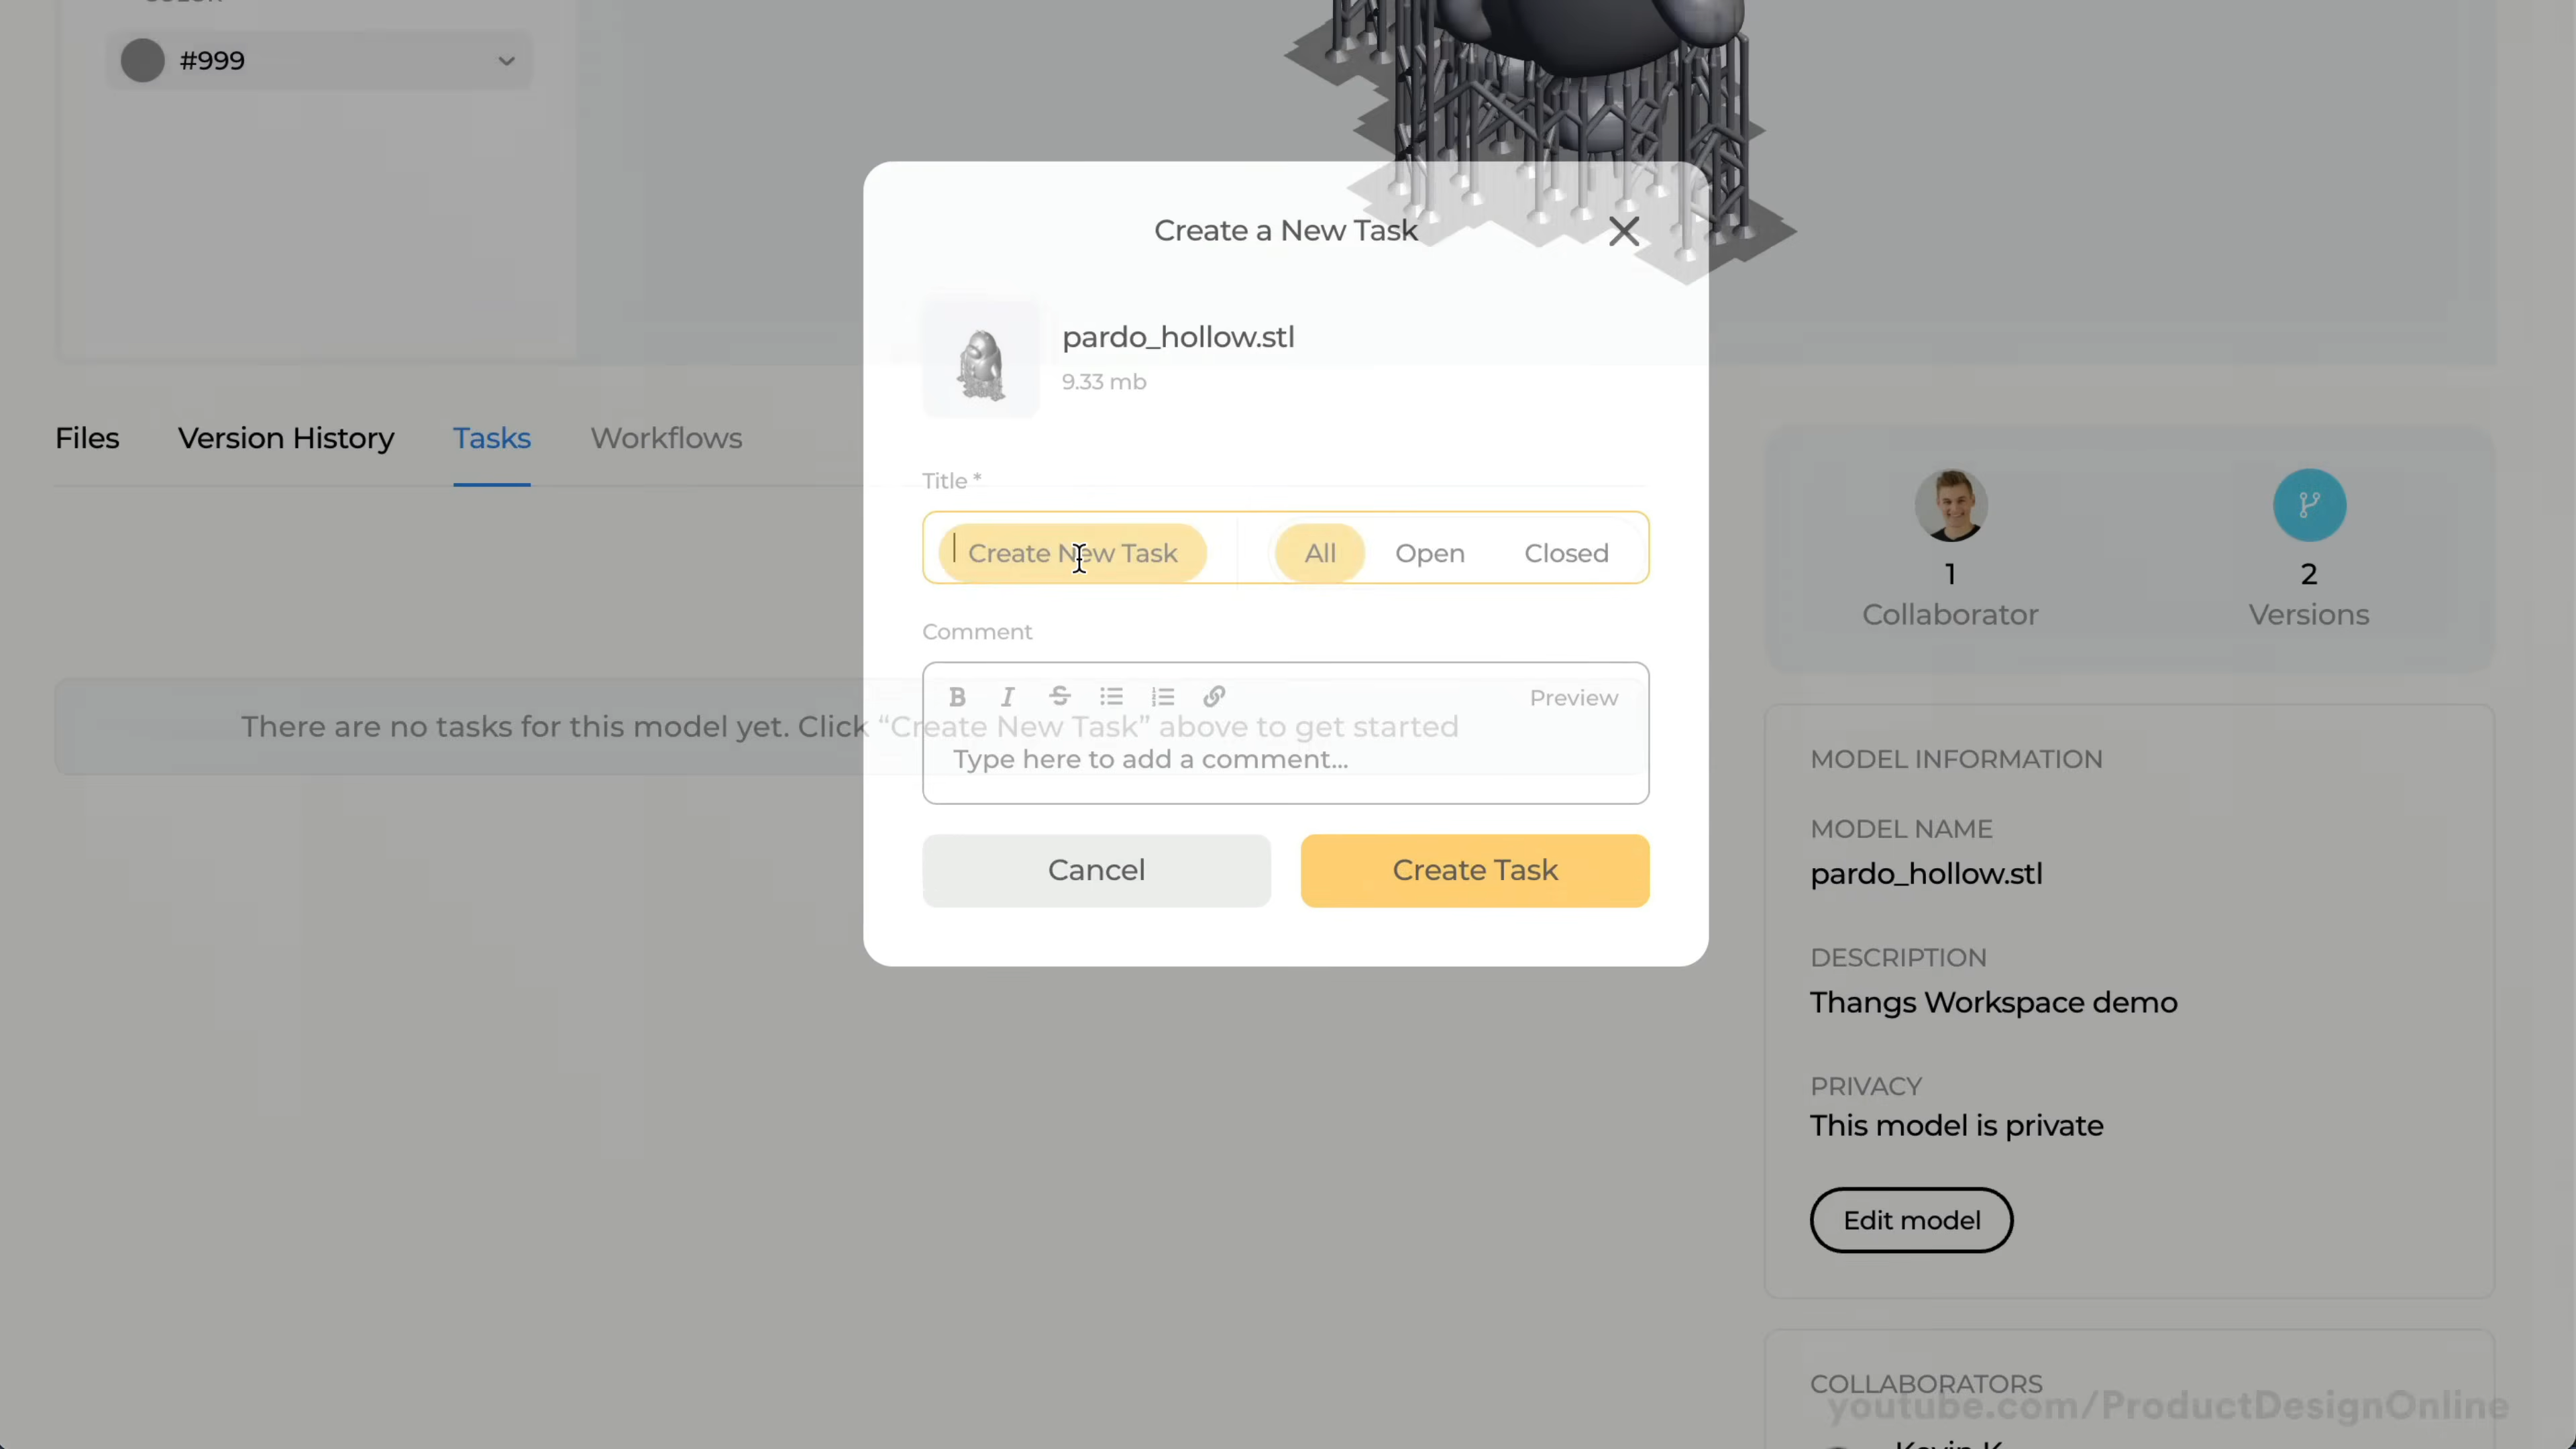 #999
Create a New Task
pardo_hollow.stl
9.33 mb
Files
Version History
Tasks
Workflows
Title *
Create New Task
All
Open
Closed
Comment
Preview
There are no tasks for this model yet. Click “Create New Task” above to get started
Type here to add a comment...
Cancel
Create Task
1
Collaborator
2
Versions
MODEL INFORMATION
MODEL NAME
pardo_hollow.stl
DESCRIPTION
Thangs Workspace demo
PRIVACY
This model is private
Edit model
COLLABORATORS
youtube.com/ProductDesignOnline